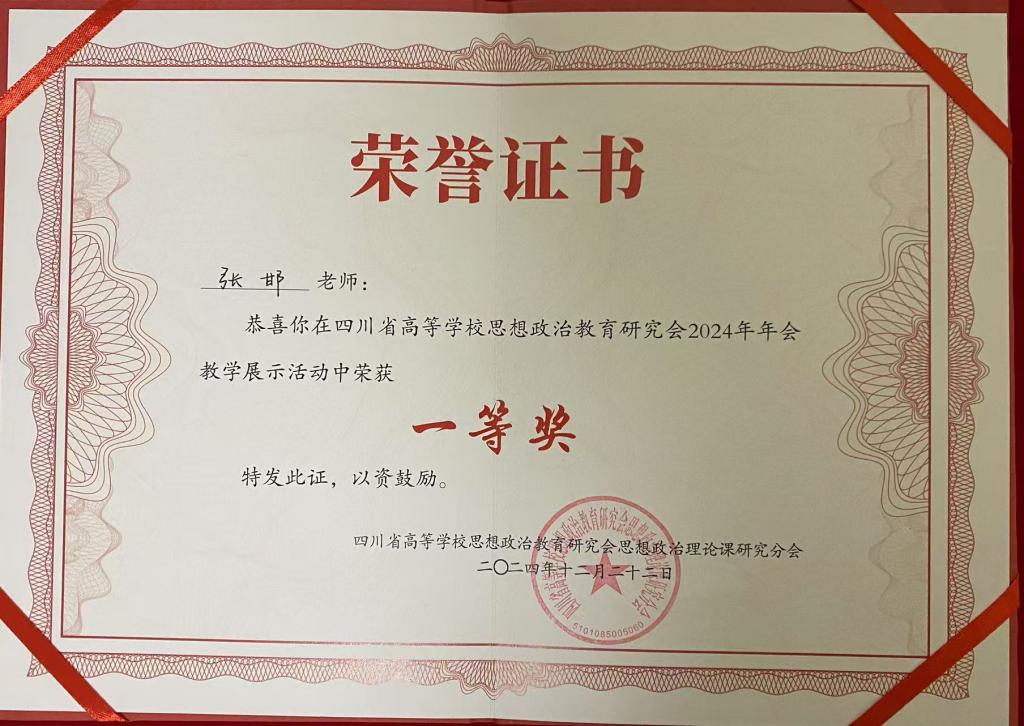 荣誉证书
张邯 老师：
恭喜你在四川省高等学校思想政治教育研究会2024年年会
教学展示活动中荣获
一等奖
特发此证，以资鼓励。
四川省高等学校思想政治教育研究会思想政治理论课研究分会
二〇二四年十二月二十二日
5101085005060